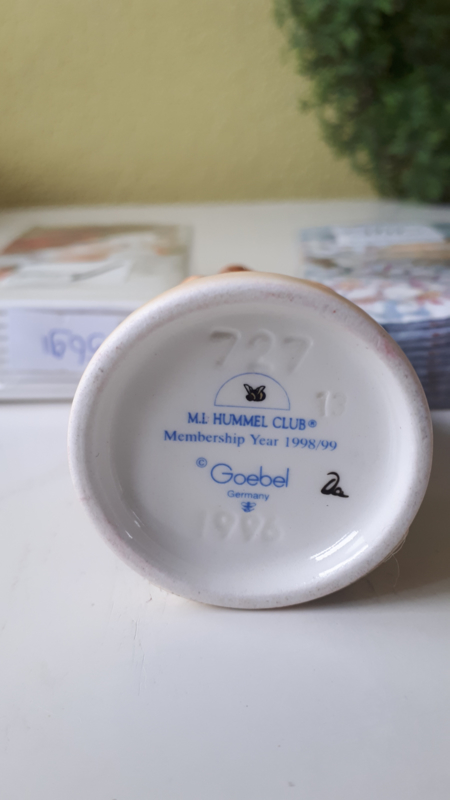 727
M.I. HUMMEL CLUB®
Membership Year 1998/99
© Goebel
Germany
1996